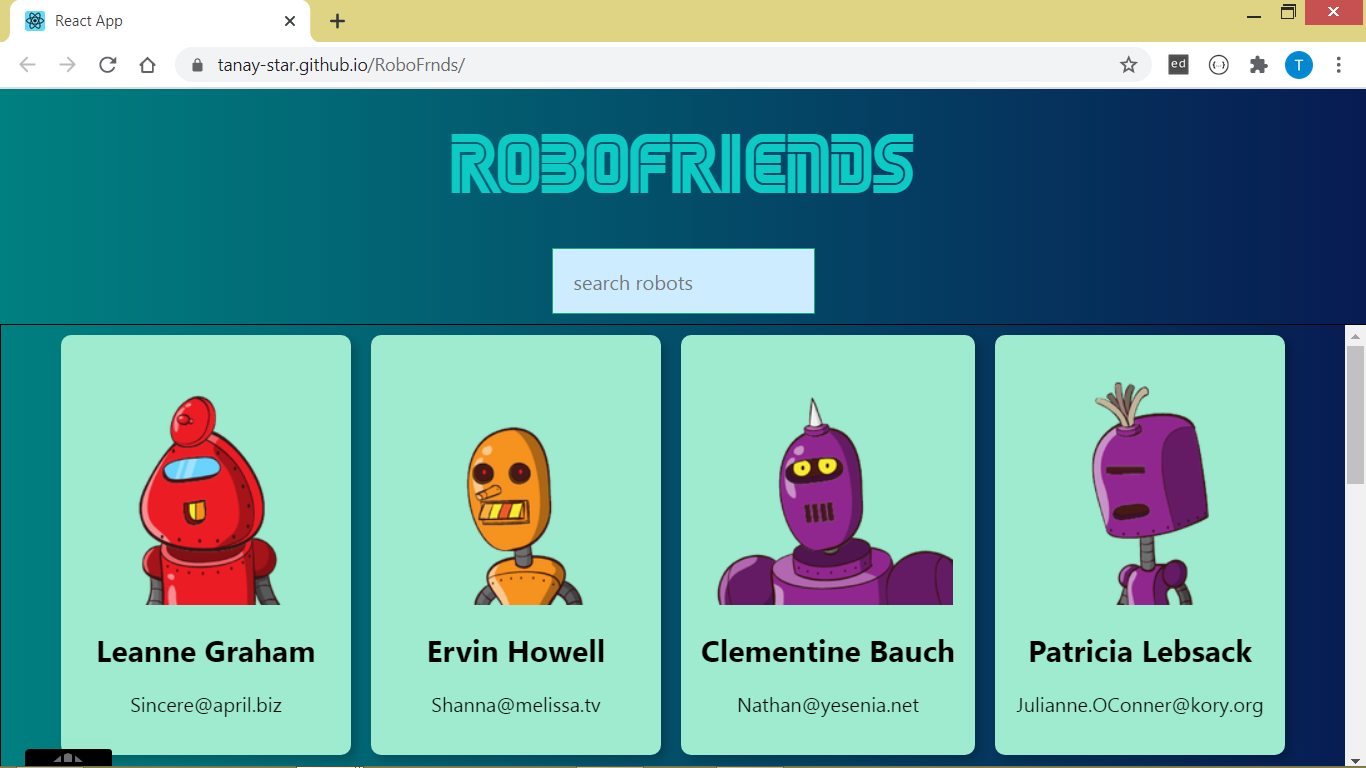 React App
tanay-star.github.io/RoboFrnds/
ed
T
ROBOFRIENDS
search robots
Leanne Graham
Ervin Howell
Clementine Bauch
Patricia Lebsack
Sincere@april.biz
Shanna@melissa.tv
Nathan@yesenia.net
Julianne.OConner@kory.org